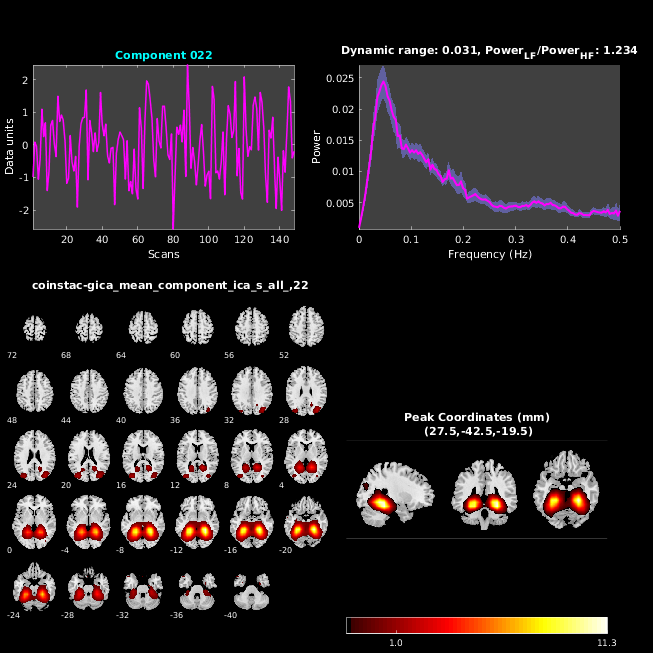 Component 022
Data units
2
1
0
-1
-2
20 40 60 80 100 120 140
Scans
Dynamic range: 0.031, PowerLF/PowerHF: 1.234
Power
0.025
0.02
0.015
0.01
0.005
0 0.1 0.2 0.3 0.4 0.5
Frequency (Hz)
coinstac-gica_mean_component_ica_s_all_,22
72 68 64 60 56 52
48 44 40 36 32 28
24 20 16 12 8 4
0 -4 -8 -12 -16 -20
-24 -28 -32 -36 -40
Peak Coordinates (mm)
(27.5,-42.5,-19.5)
1.0 11.3